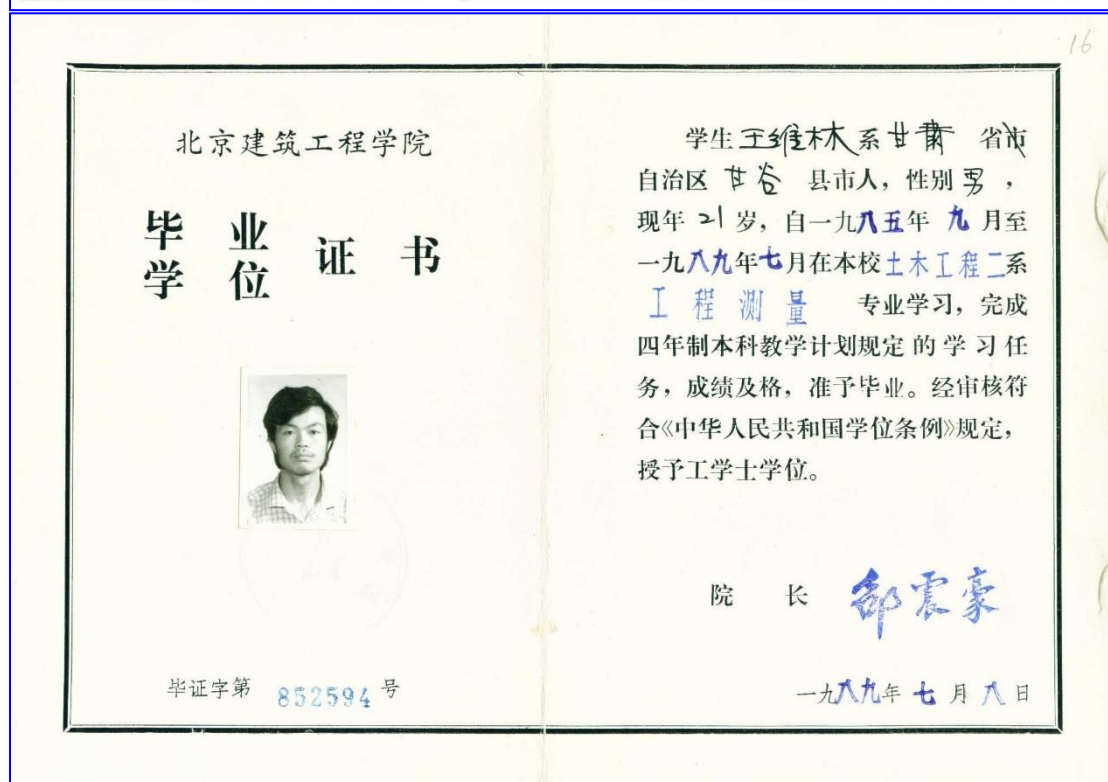 16
北京建筑工程学院
毕业
学位
证书
毕证字第 852594 号
学生 王维林 系 甘肃 省市
自治区 甘谷 县市人，性别 男 ，
现年 21 岁，自一九八五年 九 月至
一九八九年七月在本校土木工程二系
工程测量 专业学习，完成
四年制本科教学计划规定的学习任
务，成绩及格，准予毕业。经审核符
合《中华人民共和国学位条例》规定，
授予工学士学位。
院 长 郐震豪
一九八九年 七 月 八 日